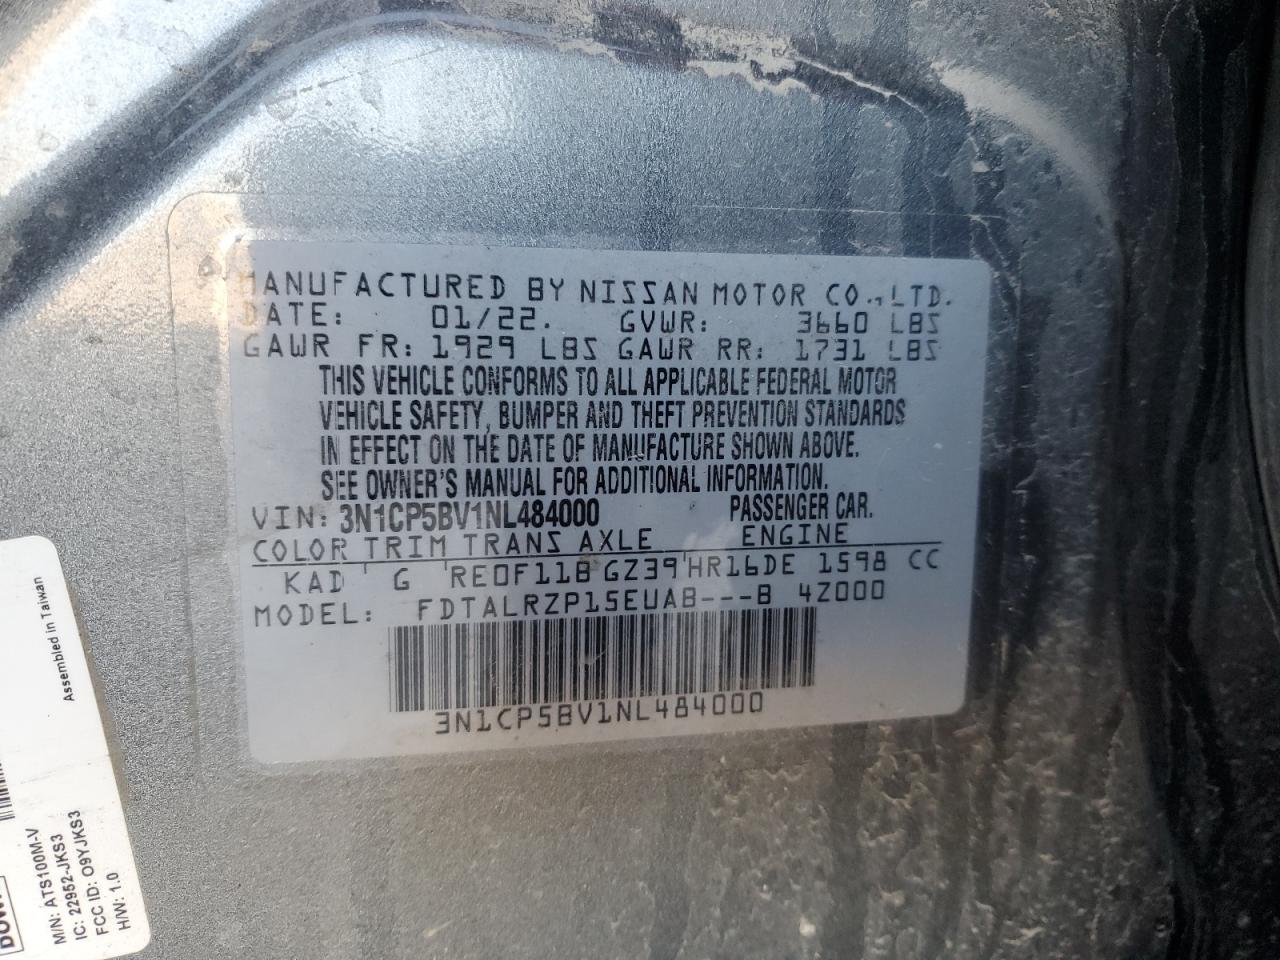 MANUFACTURED BY NISSAN MOTOR CO., LTD.
DATE: 01/22. GVWR: 3660 LBS
GAWR FR: 1929 LBS GAWR RR: 1731 LBS
THIS VEHICLE CONFORMS TO ALL APPLICABLE FEDERAL MOTOR
VEHICLE SAFETY, BUMPER AND THEFT PREVENTION STANDARDS
IN EFFECT ON THE DATE OF MANUFACTURE SHOWN ABOVE.
SEE OWNER'S MANUAL FOR ADDITIONAL INFORMATION.
VIN: 3N1CP5BV1NL484000 PASSENGER CAR.
COLOR TRIM TRANS AXLE ENGINE
KAD G RE0F11B GZ39 HR16DE 1598 CC
MODEL: FDTALRZP15EUAB---B 4Z000
3N1CP5BV1NL484000
Assembled in Taiwan
M/N: ATS100M-V
IC: 22952-JKS3
FCC ID: O9YJKS3
H/W: 1.0